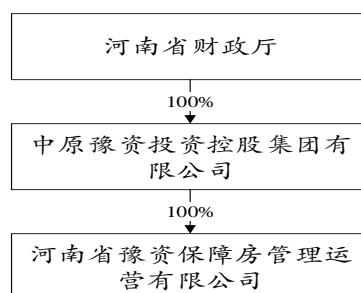 河南省财政厅
100%
中原豫资投资控股集团有
限公司
100%
河南省豫资保障房管理运
营有限公司